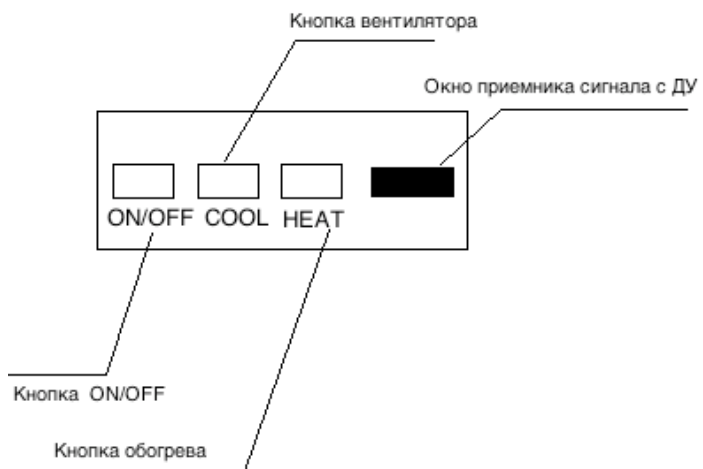 Кнопка вентилятора
Окно приемника сигнала с ДУ
ON/OFF COOL HEAT
Кнопка ON/OFF
Кнопка обогрева